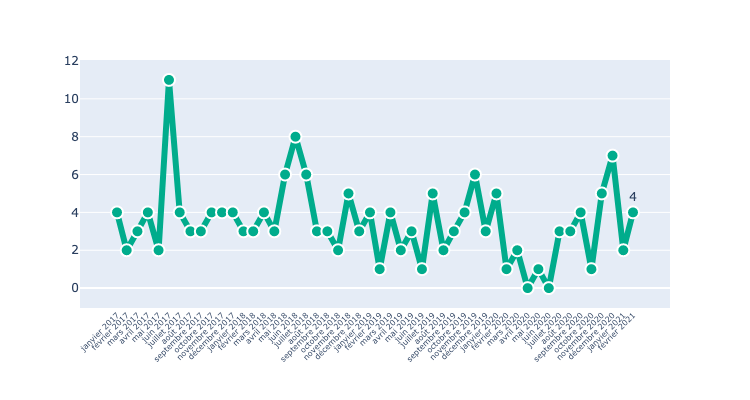 12
10
8
6
4
2
0
4
janvier 2017
février 2017
mars 2017
avril 2017
mai 2017
juin 2017
juillet 2017
août 2017
septembre 2017
octobre 2017
novembre 2017
décembre 2017
janvier 2018
février 2018
mars 2018
avril 2018
mai 2018
juin 2018
juillet 2018
août 2018
septembre 2018
octobre 2018
novembre 2018
décembre 2018
janvier 2019
février 2019
mars 2019
avril 2019
mai 2019
juin 2019
juillet 2019
août 2019
septembre 2019
octobre 2019
novembre 2019
décembre 2019
janvier 2020
février 2020
mars 2020
avril 2020
mai 2020
juin 2020
juillet 2020
août 2020
septembre 2020
octobre 2020
novembre 2020
décembre 2020
janvier 2021
février 2021